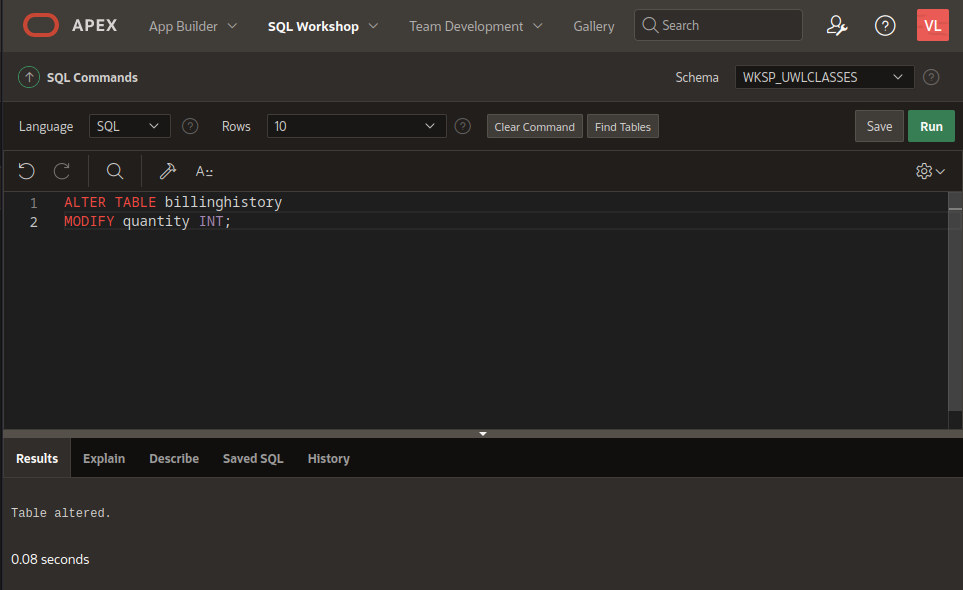 APEX App Builder SQL Workshop Team Development Gallery Search VL
SQL Commands Schema WKSP_UWLCLASSES
Language SQL Rows 10 Clear Command Find Tables Save Run
A::
1 ALTER TABLE billinghistory
2 MODIFY quantity INT;
Results Explain Describe Saved SQL History
Table altered.
0.08 seconds